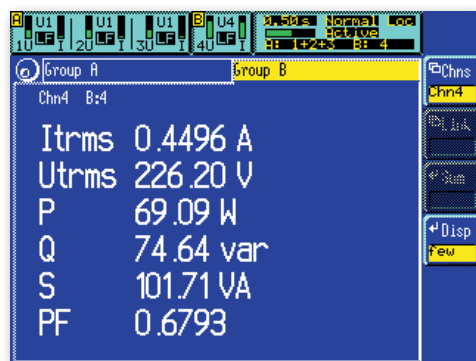 A U1 U1 U1 B U4 0.50s Normal Loc
Active
1U LF I 2U LF I 3U LF I 4U LF I A: 1+2+3 B: 4
Group A Group B
Chns
Chn4
Chn4 B:4
Link
Itrms 0.4496 A
Utrms 226.20 V
Sum
P 69.09 W
Disp
few
Q 74.64 var
S 101.71 VA
PF 0.6793